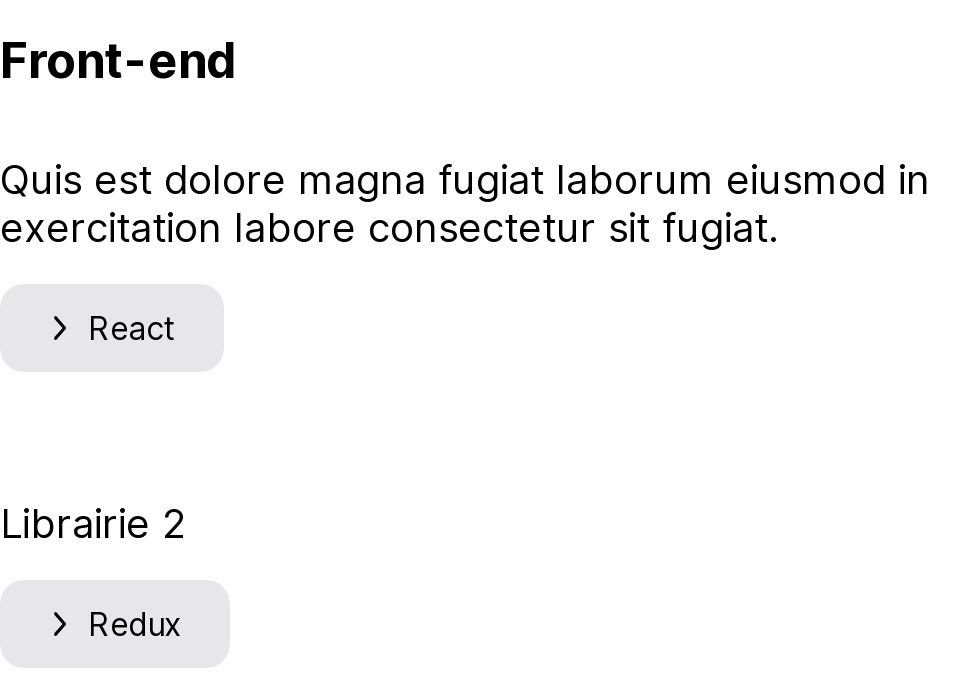 Front-end
Quis est dolore magna fugiat laborum eiusmod in
exercitation labore consectetur sit fugiat.
React
Librairie 2
Redux